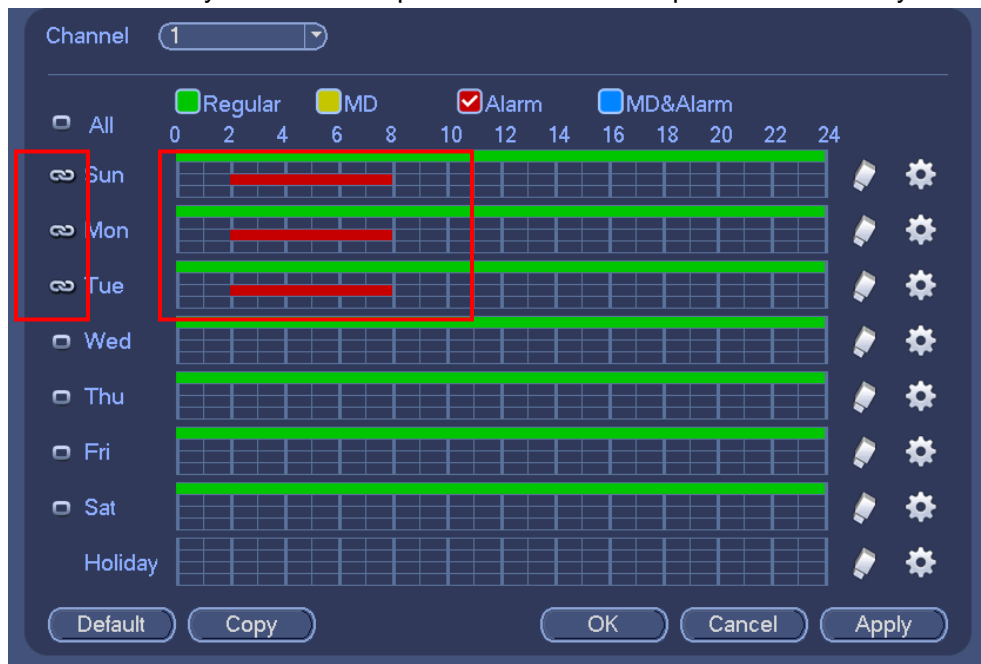 Channel 1
Regular MD Alarm MD&Alarm
All 0 2 4 6 8 10 12 14 16 18 20 22 24
Sun
Mon
Tue
Wed
Thu
Fri
Sat
Holiday
Default Copy OK Cancel Apply